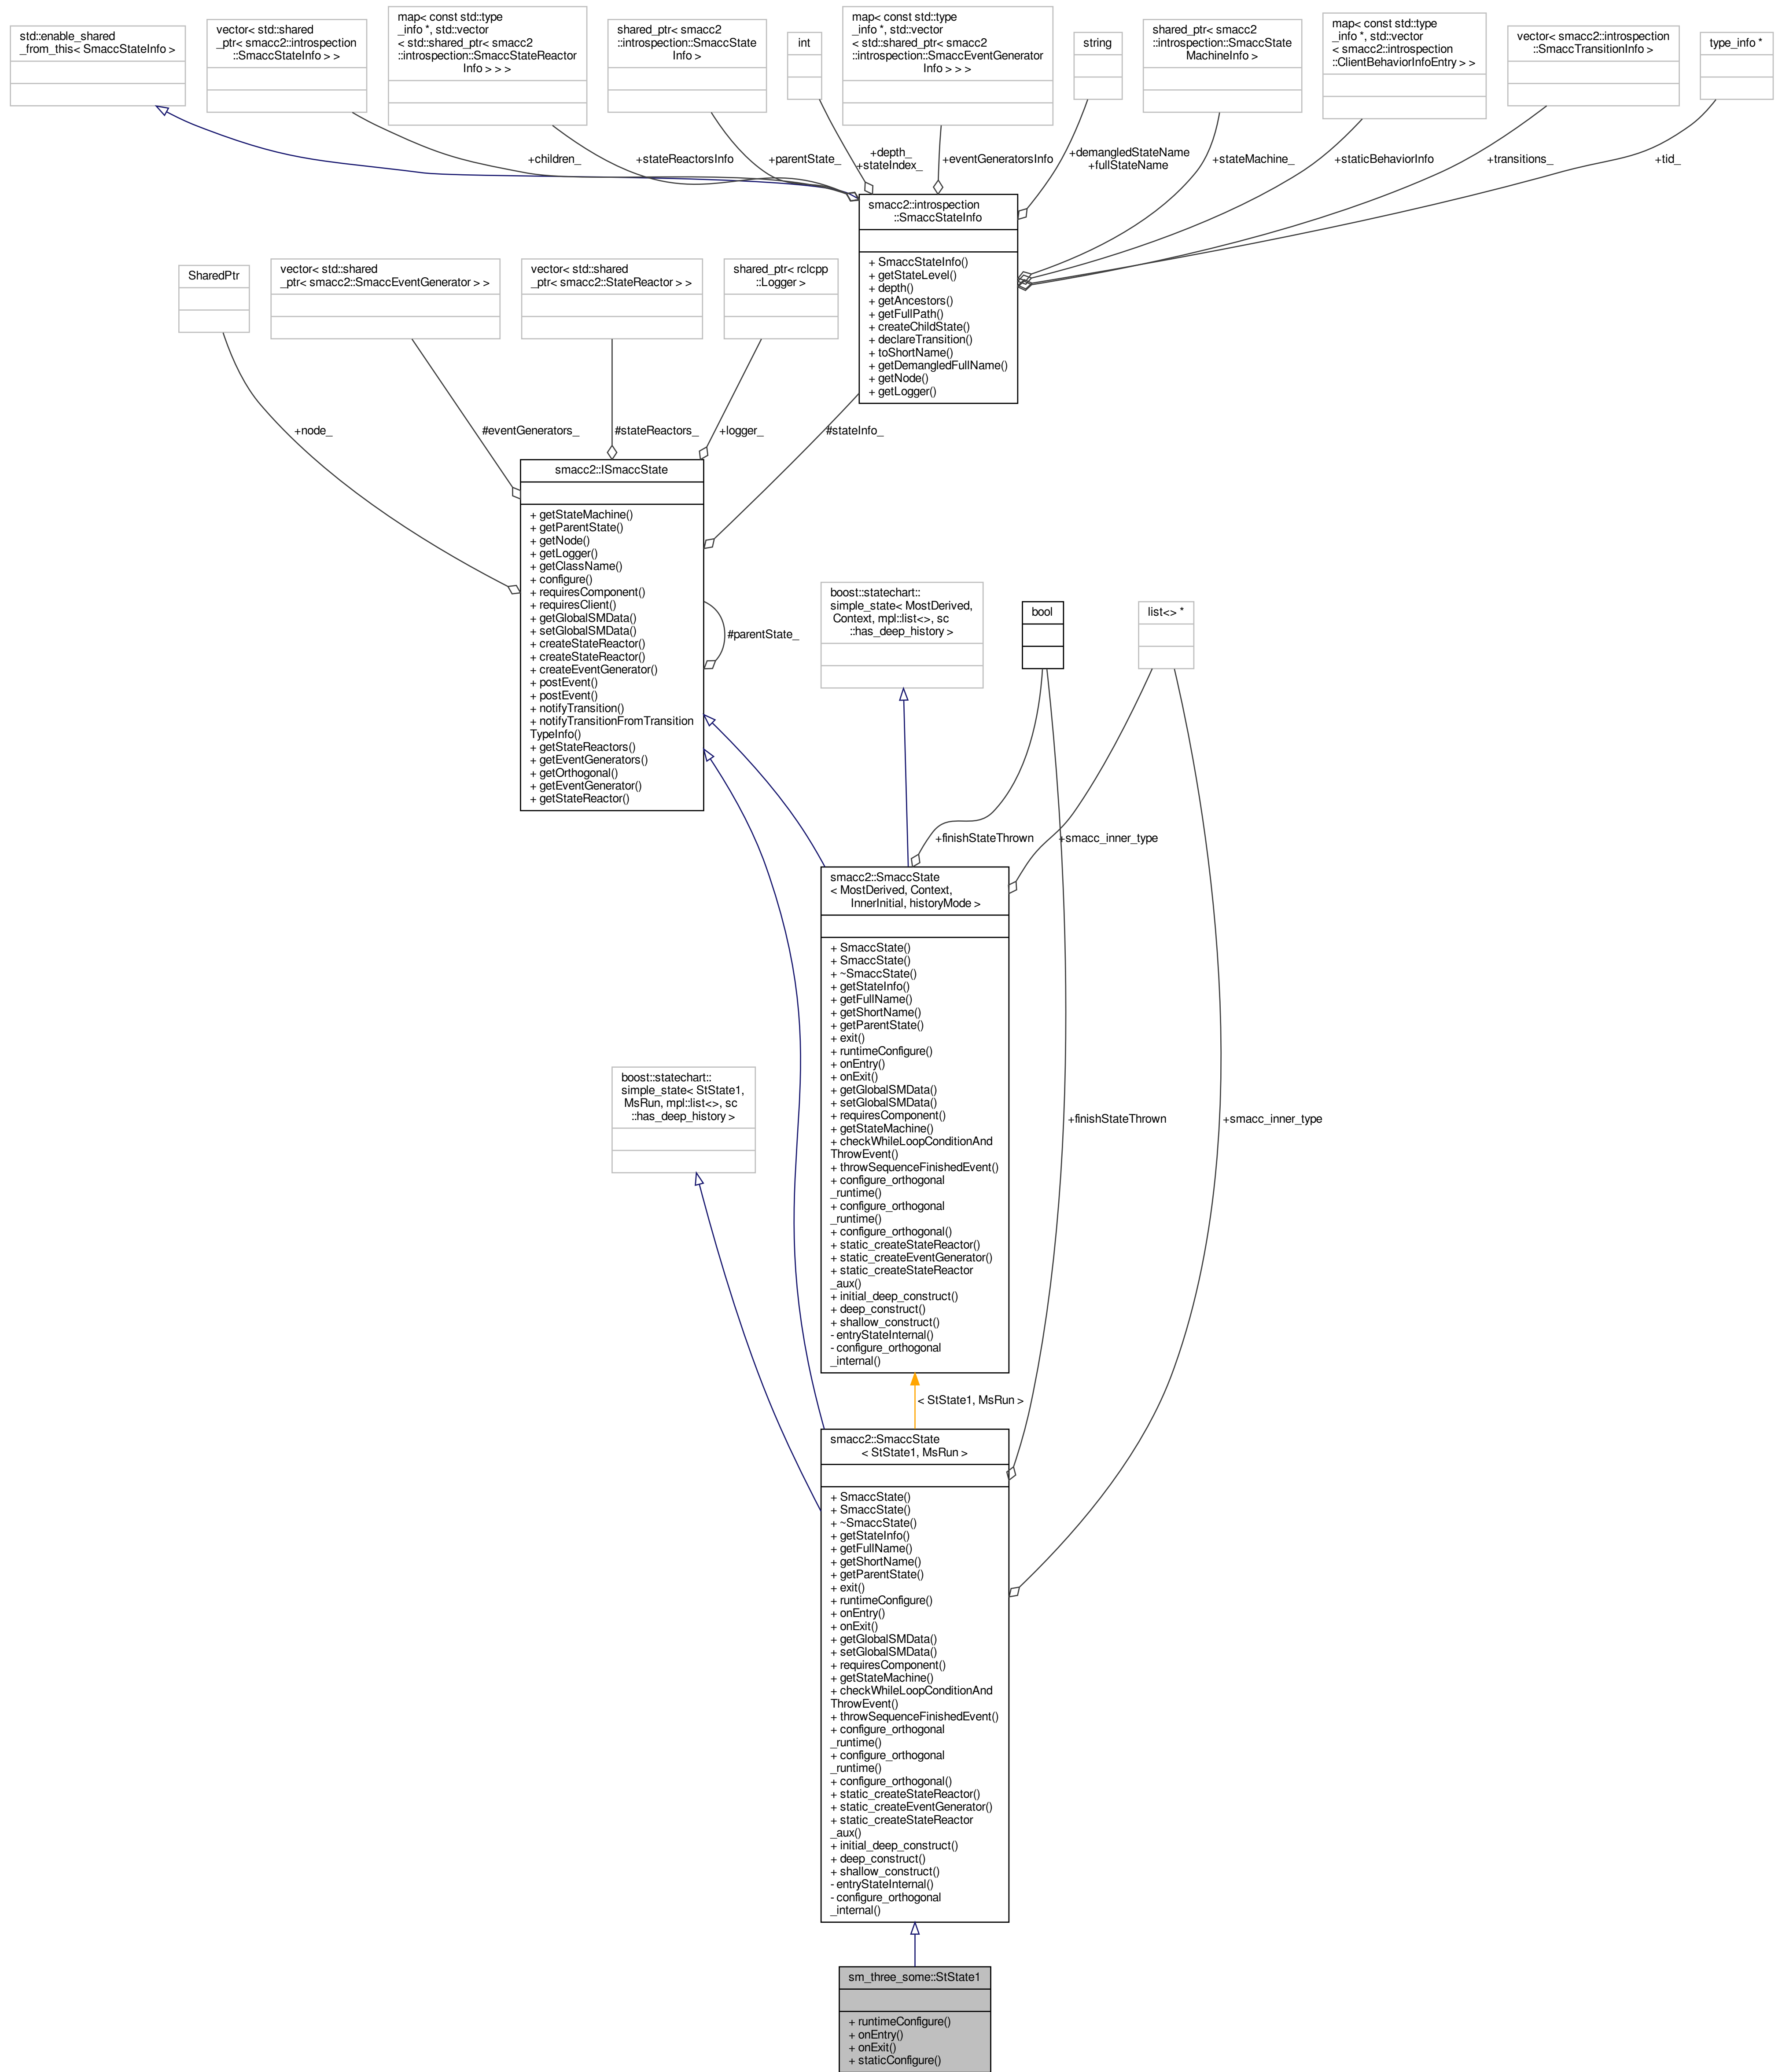 std::enable_shared
_from_this< SmaccStateInfo >
vector< std::shared
_ptr< smacc2::introspection
::SmaccStateInfo > >
map< const std::type
_info *, std::vector
< std::shared_ptr< smacc2
::introspection::SmaccStateReactor
Info > > >
shared_ptr< smacc2
::introspection::SmaccState
Info >
int
map< const std::type
_info *, std::vector
< std::shared_ptr< smacc2
::introspection::SmaccEventGenerator
Info > > >
string
shared_ptr< smacc2
::introspection::SmaccState
MachineInfo >
map< const std::type
_info *, std::vector
< smacc2::introspection
::ClientBehaviorInfoEntry > >
vector< smacc2::introspection
::SmaccTransitionInfo >
type_info *
+children_
+stateReactorsInfo
+parentState_
+depth_
+stateIndex_
+eventGeneratorsInfo
+demangledStateName
+fullStateName
+stateMachine_
+staticBehaviorInfo
+transitions_
+tid_
smacc2::introspection
::SmaccStateInfo
+ SmaccStateInfo()
+ getStateLevel()
+ depth()
+ getAncestors()
+ getFullPath()
+ createChildState()
+ declareTransition()
+ toShortName()
+ getDemangledFullName()
+ getNode()
+ getLogger()
SharedPtr
vector< std::shared
_ptr< smacc2::SmaccEventGenerator > >
vector< std::shared
_ptr< smacc2::StateReactor > >
shared_ptr< rclcpp
::Logger >
+node_
#eventGenerators_
#stateReactors_
+logger_
#stateInfo_
smacc2::ISmaccState
+ getStateMachine()
+ getParentState()
+ getNode()
+ getLogger()
+ getClassName()
+ configure()
+ requiresComponent()
+ requiresClient()
+ getGlobalSMData()
+ setGlobalSMData()
+ createStateReactor()
+ createStateReactor()
+ createEventGenerator()
+ postEvent()
+ postEvent()
+ notifyTransition()
+ notifyTransitionFromTransition
TypeInfo()
+ getStateReactors()
+ getEventGenerators()
+ getOrthogonal()
+ getEventGenerator()
+ getStateReactor()
#parentState_
boost::statechart::
simple_state< MostDerived,
Context, mpl::list<>, sc
::has_deep_history >
bool
list<> *
+finishStateThrown
+smacc_inner_type
smacc2::SmaccState
< MostDerived, Context,
InnerInitial, historyMode >
+ SmaccState()
+ SmaccState()
+ ~SmaccState()
+ getStateInfo()
+ getFullName()
+ getShortName()
+ getParentState()
+ exit()
+ runtimeConfigure()
+ onEntry()
+ onExit()
+ getGlobalSMData()
+ setGlobalSMData()
+ requiresComponent()
+ getStateMachine()
+ checkWhileLoopConditionAnd
ThrowEvent()
+ throwSequenceFinishedEvent()
+ configure_orthogonal
_runtime()
+ configure_orthogonal
_runtime()
+ configure_orthogonal()
+ static_createStateReactor()
+ static_createEventGenerator()
+ static_createStateReactor
_aux()
+ initial_deep_construct()
+ deep_construct()
+ shallow_construct()
- entryStateInternal()
- configure_orthogonal
_internal()
boost::statechart::
simple_state< StState1,
MsRun, mpl::list<>, sc
::has_deep_history >
+finishStateThrown
+smacc_inner_type
< StState1, MsRun >
smacc2::SmaccState
< StState1, MsRun >
+ SmaccState()
+ SmaccState()
+ ~SmaccState()
+ getStateInfo()
+ getFullName()
+ getShortName()
+ getParentState()
+ exit()
+ runtimeConfigure()
+ onEntry()
+ onExit()
+ getGlobalSMData()
+ setGlobalSMData()
+ requiresComponent()
+ getStateMachine()
+ checkWhileLoopConditionAnd
ThrowEvent()
+ throwSequenceFinishedEvent()
+ configure_orthogonal
_runtime()
+ configure_orthogonal
_runtime()
+ configure_orthogonal()
+ static_createStateReactor()
+ static_createEventGenerator()
+ static_createStateReactor
_aux()
+ initial_deep_construct()
+ deep_construct()
+ shallow_construct()
- entryStateInternal()
- configure_orthogonal
_internal()
sm_three_some::StState1
+ runtimeConfigure()
+ onEntry()
+ onExit()
+ staticConfigure()